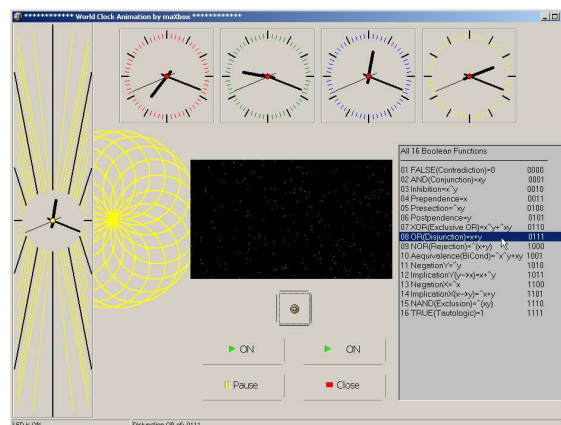 ************ World Clock Animation by maXbox ************
All 16 Boolean Functions
01 FALSE(Contradiction)=0 0000
02 AND(Conjunction)=xy 0001
03 Inhibition=x^y 0010
04 Prependence=x 0011
05 Presection=^xy 0100
06 Postpendence=y 0101
07 XOR(Exclusive OR)=x^y+^xy 0110
08 OR(Disjunction)=x+y 0111
09 NOR(Rejection)=^(x+y) 1000
10 Aequivalence(BiCond)=^x^y+xy 1001
11 NegationY=^y 1010
12 ImplicationY(y->x)=x+^y 1011
13 NegationX=^x 1100
14 ImplicationX(x->y)=^x+y 1101
15 NAND(Exclusion)=^(xy) 1110
16 TRUE(Tautologic)=1 1111
ON ON
Pause Close
LED is ON Disjunction OR of: 0111